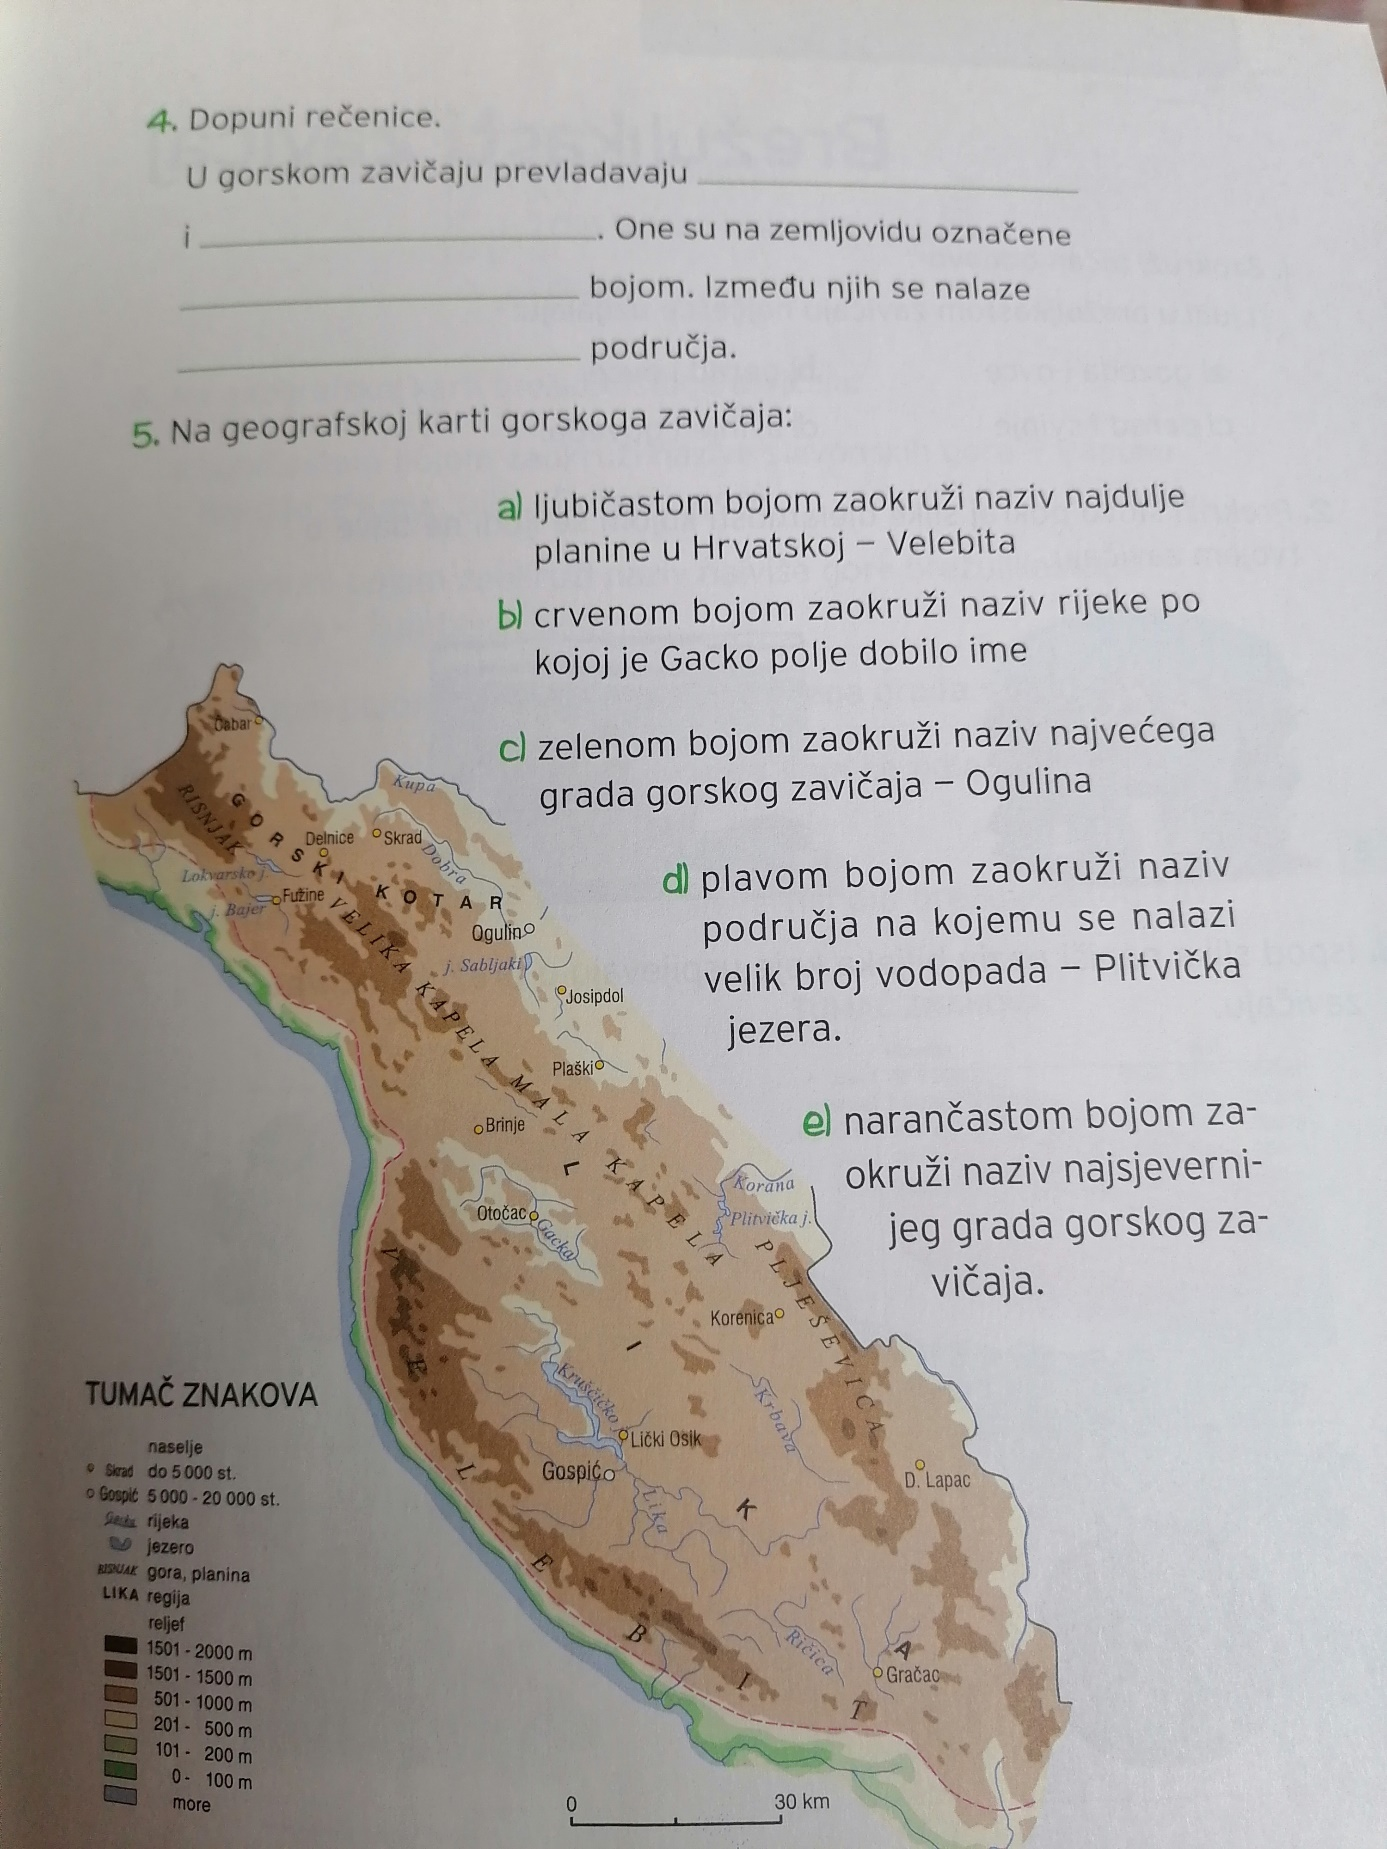 4. Dopuni rečenice.
U gorskom zavičaju prevladavaju ____________
i ____________. One su na zemljovidu označene
____________ bojom. Između njih se nalaze
____________ područja.
5. Na geografskoj karti gorskoga zavičaja:
a) ljubičastom bojom zaokruži naziv najdulje
planine u Hrvatskoj – Velebita
b) crvenom bojom zaokruži naziv rijeke po
kojoj je Gacko polje dobilo ime
c) zelenom bojom zaokruži naziv najvećega
grada gorskog zavičaja – Ogulina
d) plavom bojom zaokruži naziv
područja na kojemu se nalazi
velik broj vodopada – Plitvička
jezera.
e) narančastom bojom za-
okruži naziv najsjeverni-
jeg grada gorskog za-
vičaja.
Čabar
Kupa
RISNJAK
GORSKI KOTAR
Delnice
Skrad
Dobra
Lokvarsko j.
Fužine
j. Bajer
VELIKA KAPELA
Ogulin
j. Sabljaki
Josipdol
Plaški
MALA KAPELA
Brinje
Korana
Plitvička j.
Otočac
Gacka
PLJEŠEVICA
Korenica
Kruščičko j.
Krbava
Lički Osik
Gospić
Lika
D. Lapac
LIKA
VELEBIT
Ričica
Gračac
TUMAČ ZNAKOVA
naselje
Skrad do 5 000 st.
Gospić 5 000 - 20 000 st.
Gacka rijeka
jezero
RISNJAK gora, planina
LIKA regija
reljef
1501 - 2000 m
1501 - 1500 m
501 - 1000 m
201 - 500 m
101 - 200 m
0 - 100 m
more
0 30 km